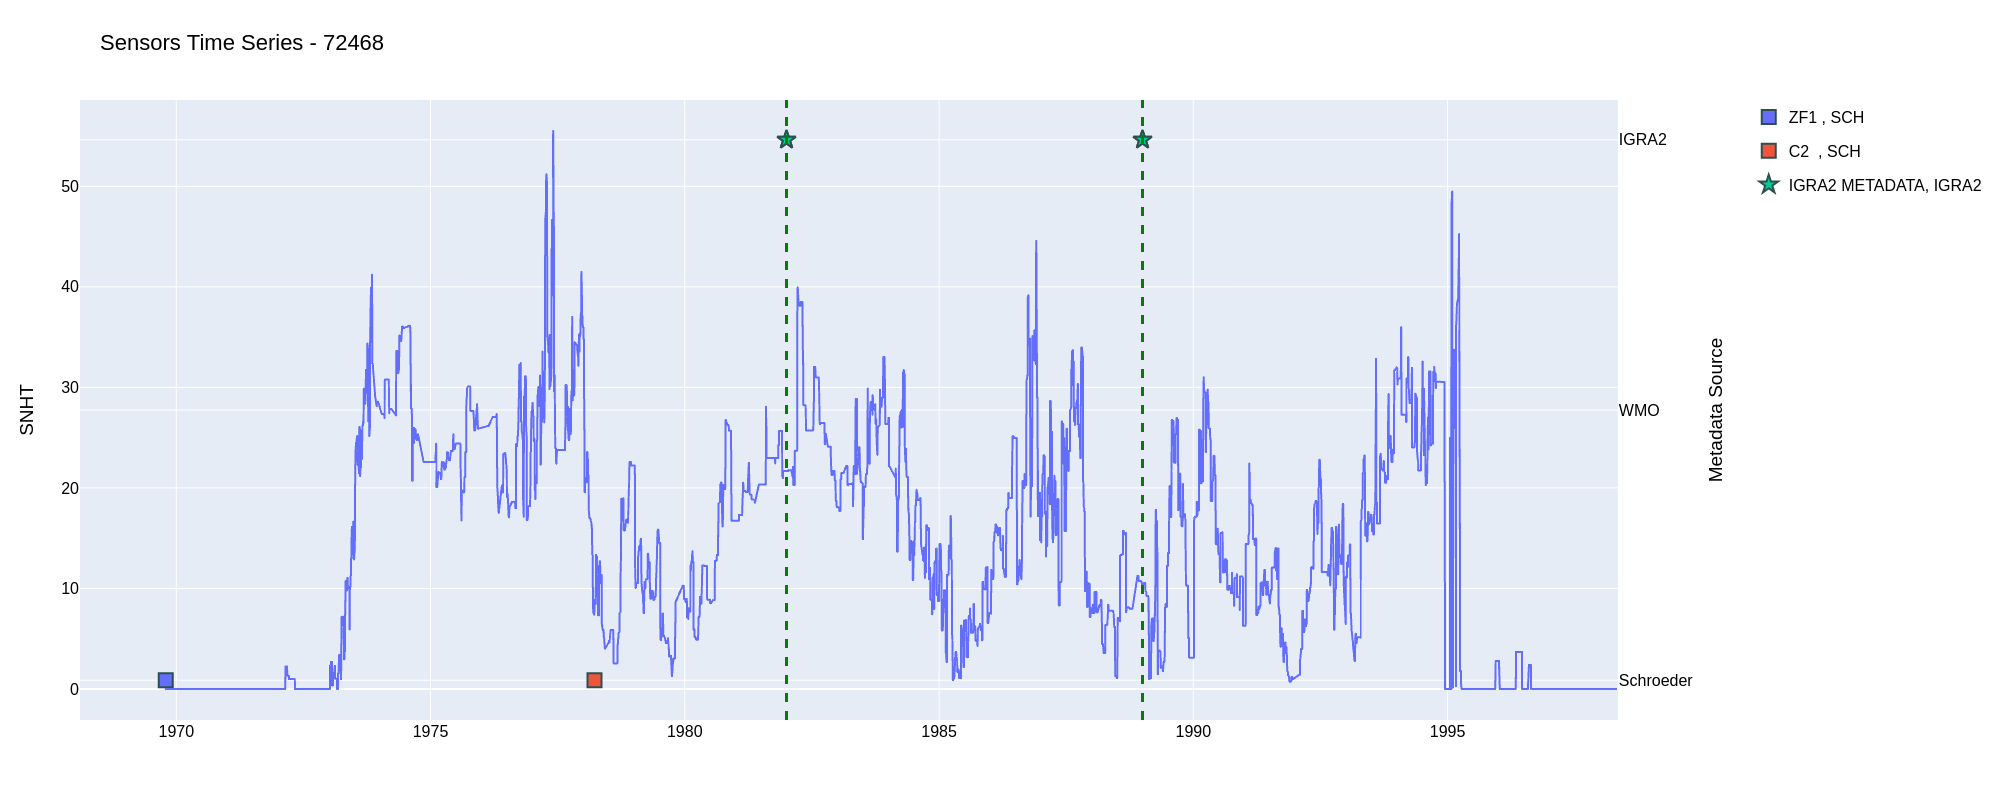 Sensors Time Series - 72468
ZF1 , SCH
C2  , SCH
IGRA2 METADATA, IGRA2
SNHT
50
40
30
20
10
0
1970
1975
1980
1985
1990
1995
IGRA2
WMO
Schroeder
Metadata Source